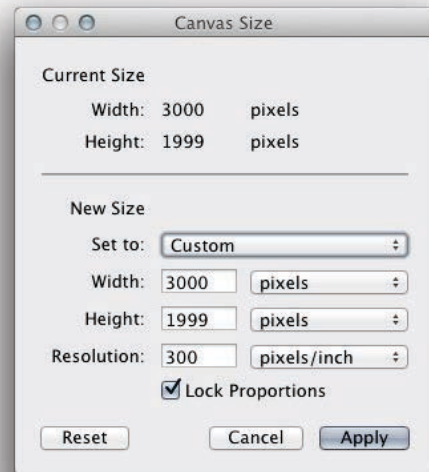 Canvas Size
Current Size
Width: 3000 pixels
Height: 1999 pixels
New Size
Set to: Custom
Width: 3000 pixels
Height: 1999 pixels
Resolution: 300 pixels/inch
Lock Proportions
Reset Cancel Apply